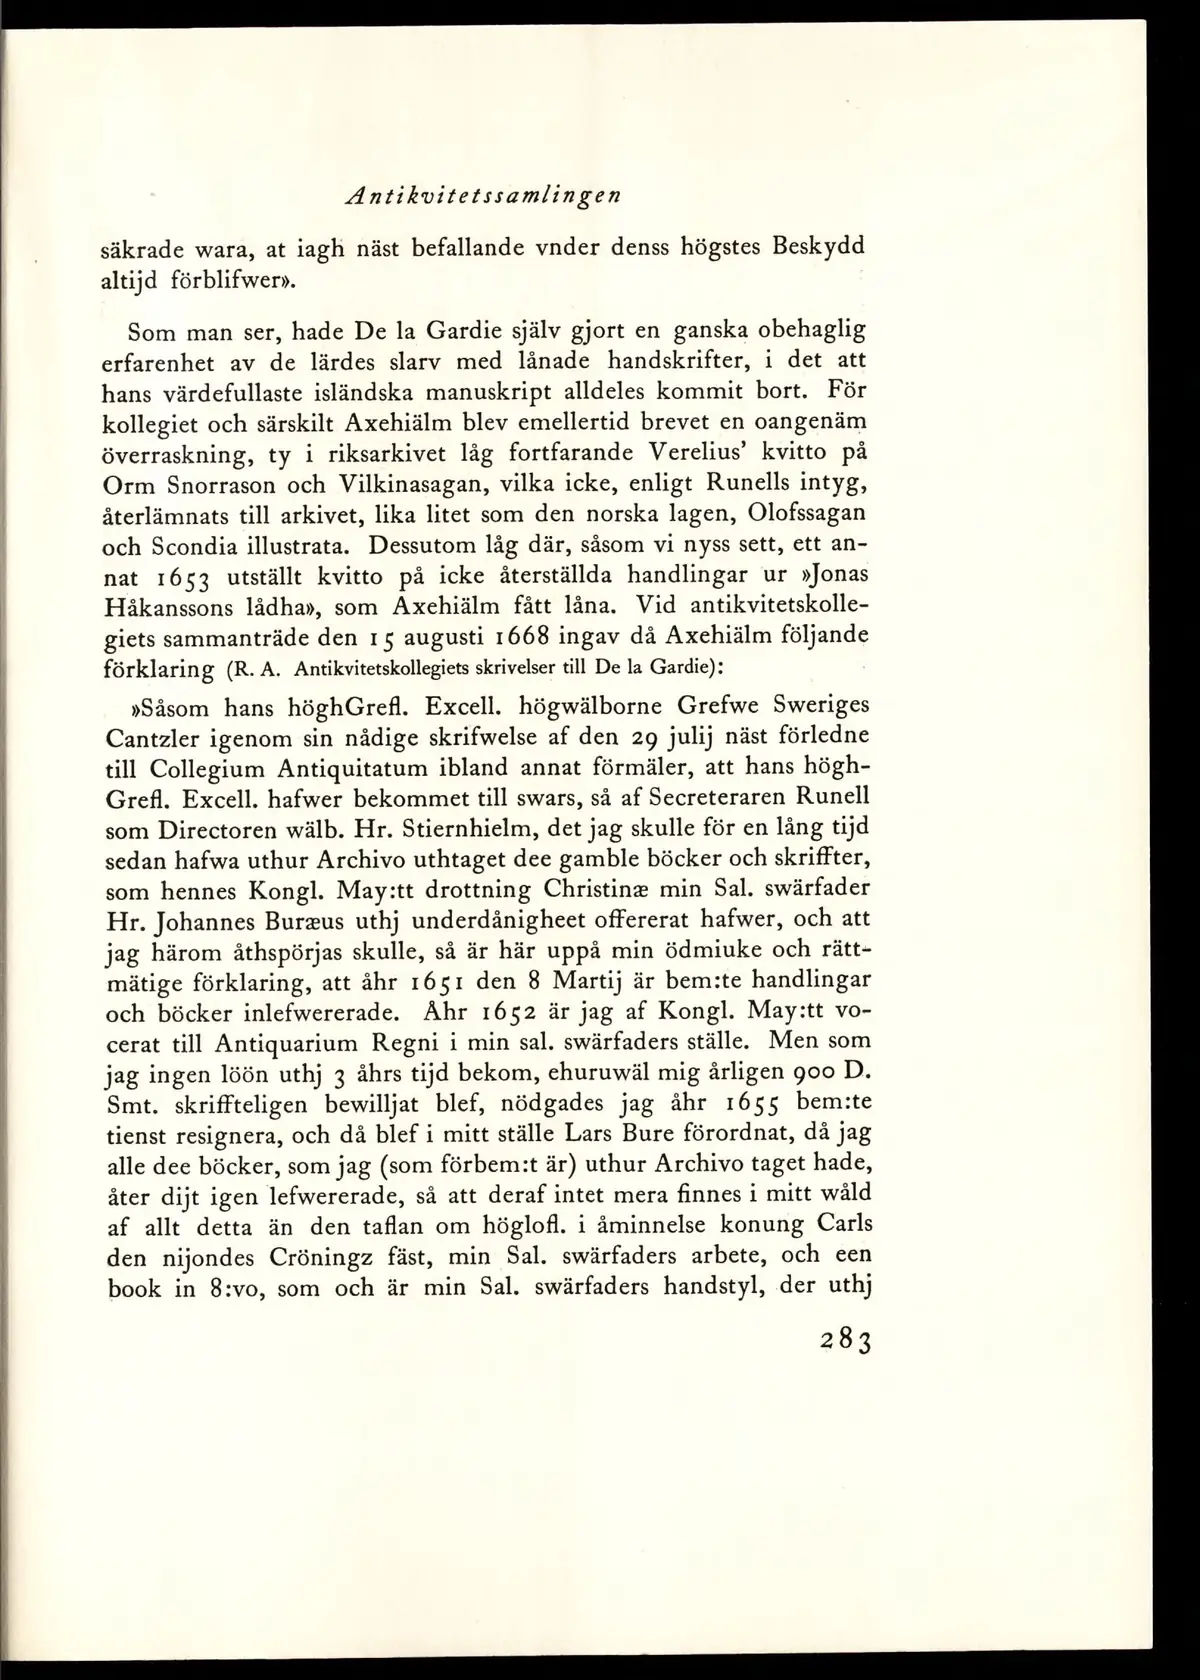 Antikvitetssamlingen
säkrade wara, at iagh näst befallande vnder denss högstes Beskydd
altijd förblifwer».
Som man ser, hade De la Gardie själv gjort en ganska obehaglig
erfarenhet av de lärdes slarv med lånade handskrifter, i det att
hans värdefullaste isländska manuskript alldeles kommit bort. För
kollegiet och särskilt Axehiälm blev emellertid brevet en oangenäm
överraskning, ty i riksarkivet låg fortfarande Verelius’ kvitto på
Orm Snorrason och Vilkinasagan, vilka icke, enligt Runells intyg,
återlämnats till arkivet, lika litet som den norska lagen, Olofssagan
och Scondia illustrata. Dessutom låg där, såsom vi nyss sett, ett an-
nat 1653 utställt kvitto på icke återställda handlingar ur »Jonas
Håkanssons lådha», som Axehiälm fått låna. Vid antikvitetskolle-
giets sammanträde den 15 augusti 1668 ingav då Axehiälm följande
förklaring (R. A. Antikvitetskollegiets skrivelser till De la Gardie):
»Såsom hans höghGrefl. Excell. högwälborne Grefwe Sweriges
Cantzler igenom sin nådige skrifwelse af den 29 julij näst förledne
till Collegium Antiquitatum ibland annat förmäler, att hans högh-
Grefl. Excell. hafwer bekommet till swars, så af Secreteraren Runell
som Directoren wälb. Hr. Stiernhielm, det jag skulle för en lång tijd
sedan hafwa uthur Archivo uthtaget dee gamble böcker och skriffter,
som hennes Kongl. May:tt drottning Christinæ min Sal. swärfader
Hr. Johannes Buræus uthj underdånigheet offererat hafwer, och att
jag härom åthspörjas skulle, så är här uppå min ödmiuke och rätt-
mätige förklaring, att åhr 1651 den 8 Martij är bem:te handlingar
och böcker inlefwererade. Åhr 1652 är jag af Kongl. May:tt vo-
cerat till Antiquarium Regni i min sal. swärfaders ställe. Men som
jag ingen löön uthj 3 åhrs tijd bekom, ehuruwäl mig årligen 900 D.
Smt. skriffteligen bewilljat blef, nödgades jag åhr 1655 bem:te
tienst resignera, och då blef i mitt ställe Lars Bure förordnat, då jag
alle dee böcker, som jag (som förbem:t är) uthur Archivo taget hade,
åter dijt igen lefwererade, så att deraf intet mera finnes i mitt wåld
af allt detta än den taflan om höglofl. i åminnelse konung Carls
den nijondes Cröningz fäst, min Sal. swärfaders arbete, och een
book in 8:vo, som och är min Sal. swärfaders handstyl, der uthj
283